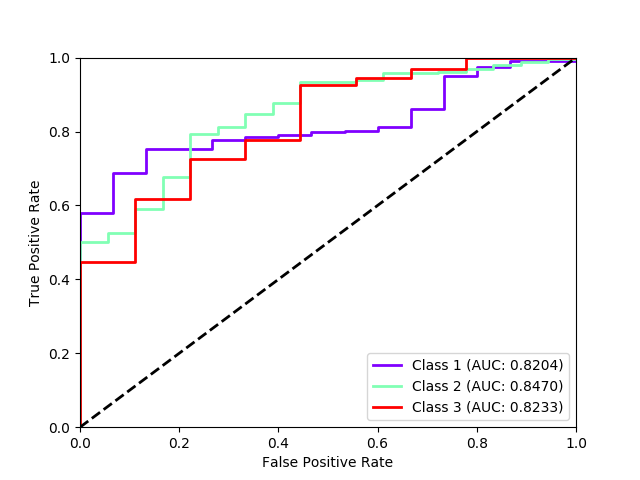 1.0
0.8
0.6
0.4
0.2
0.0
True Positive Rate
Class 1 (AUC: 0.8204)
Class 2 (AUC: 0.8470)
Class 3 (AUC: 0.8233)
0.0 0.2 0.4 0.6 0.8 1.0
False Positive Rate